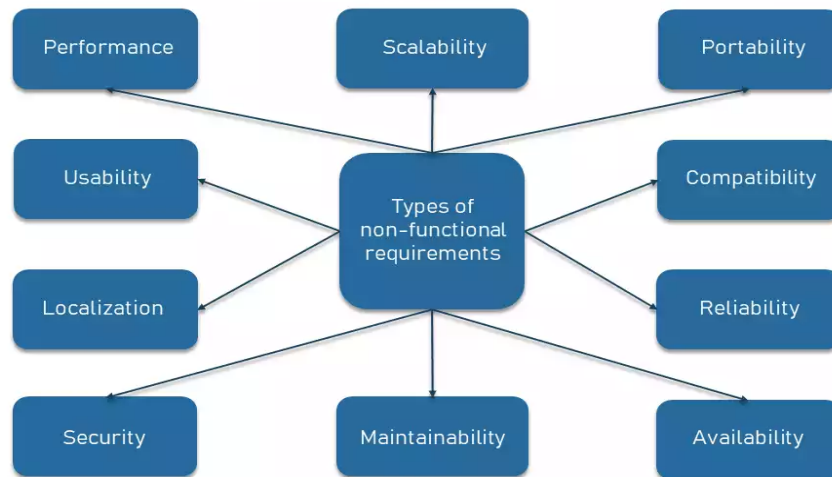 Performance
Scalability
Portability
Usability
Types of
non-functional
requirements
Compatibility
Localization
Reliability
Security
Maintainability
Availability